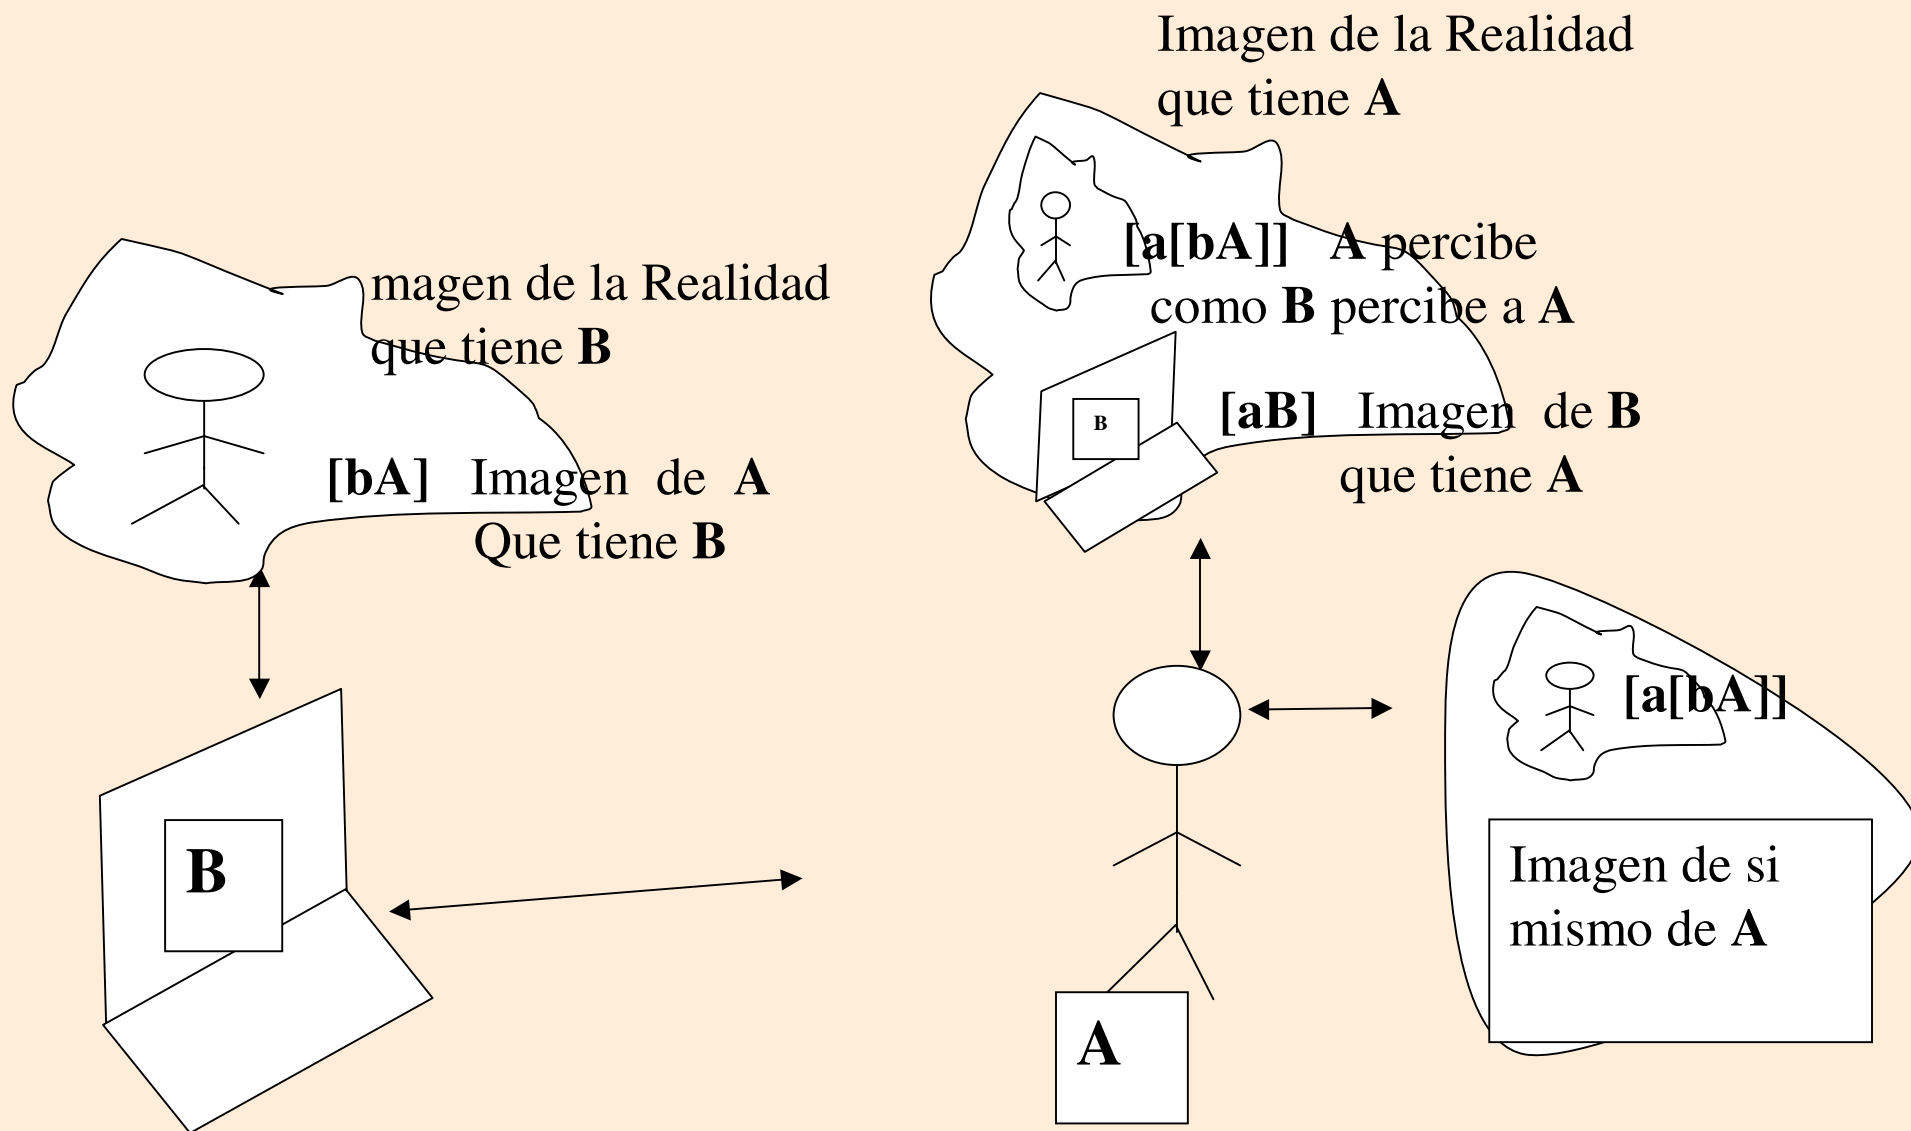 Imagen de la Realidad
que tiene A
[a[bA]] A percibe
como B percibe a A
B
[aB] Imagen de B
que tiene A
magen de la Realidad
que tiene B
[bA] Imagen de A
Que tiene B
[a[bA]]
Imagen de si
mismo de A
B
A